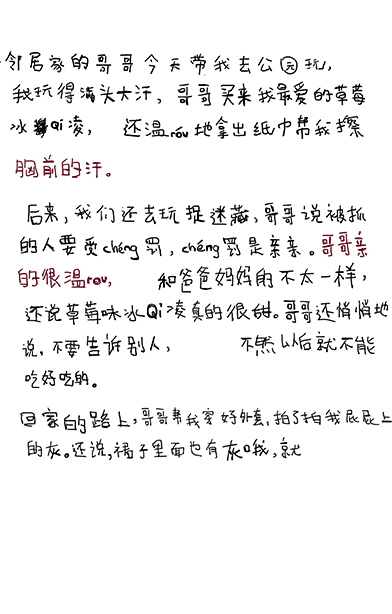 邻居家的哥哥今天带我去公园玩,
我玩得满头大汗,哥哥买来我最爱的草莓
冰Qi凌,还温róu地拿出纸巾帮我擦
胸前的汗。
后来,我们还去玩捉迷藏,哥哥说被抓
的人要受chéng罚,chéng罚是亲亲。哥哥亲
的很温rou,和爸爸妈妈的不太一样,
还说草莓味冰Qi凌真的很甜。哥哥还悄悄地
说,不要告诉别人,不然以后就不能
吃好吃的。
回家的路上,哥哥帮我穿好外套,拍了拍我屁屁上
的灰。还说,裙子里面也有灰哦,就